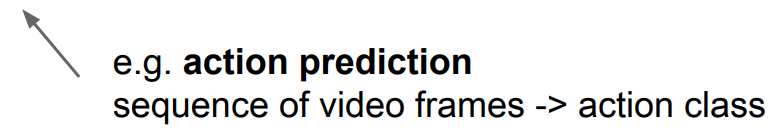 e.g. action prediction
sequence of video frames -> action class